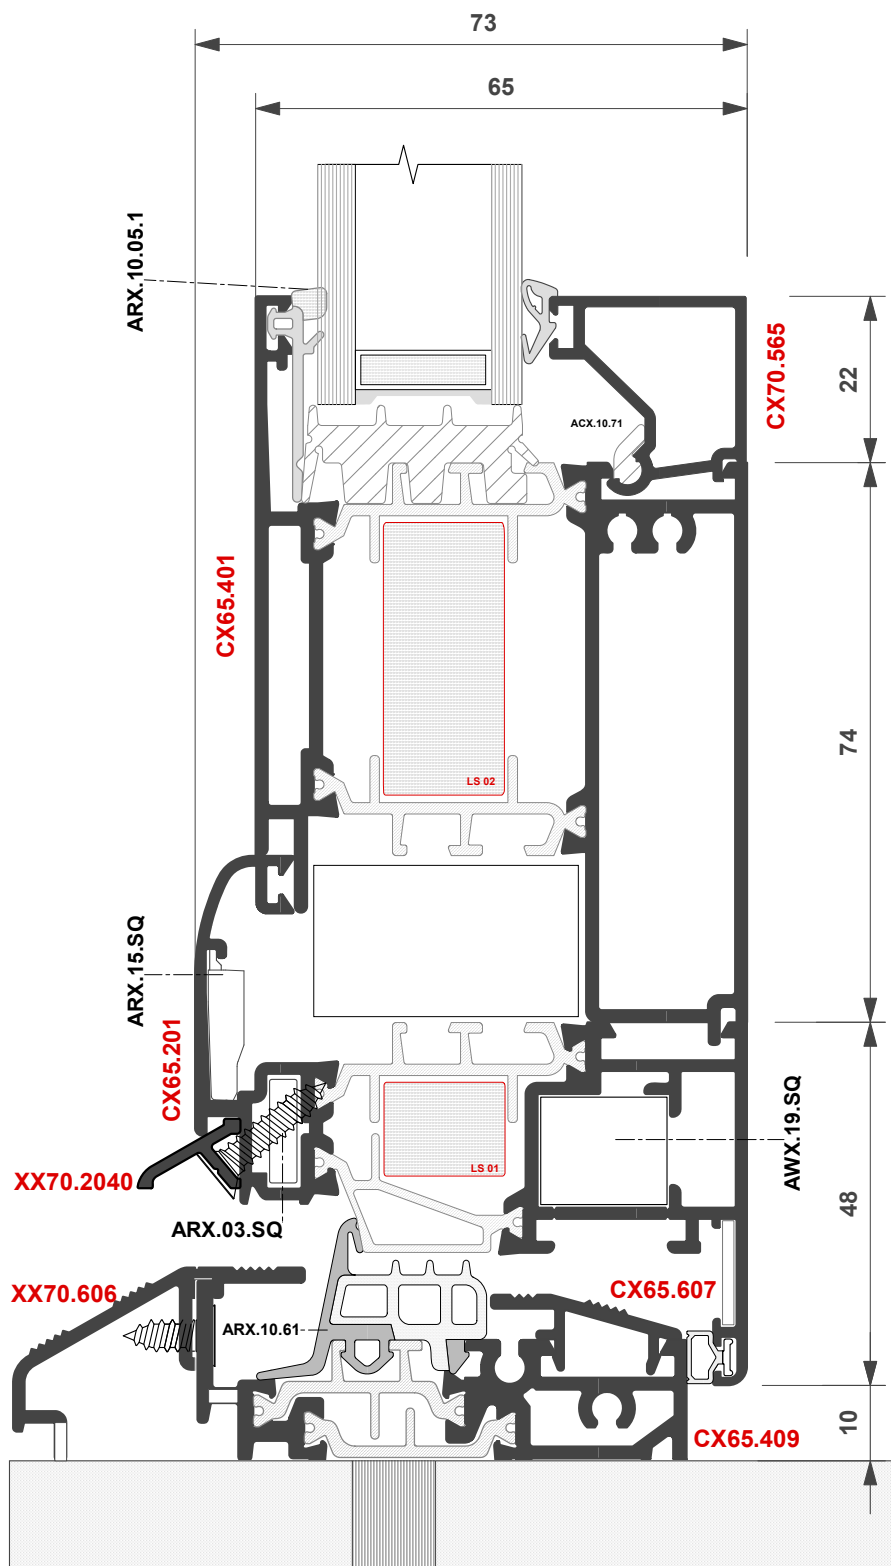 73
65
ARX.10.05.1
CX70.565
22
ACX.10.71
CX65.401
74
LS 02
ARX.15.SQ
CX65.201
AWX.19.SQ
LS 01
XX70.2040
48
ARX.03.SQ
XX70.606
CX65.607
ARX.10.61
10
CX65.409